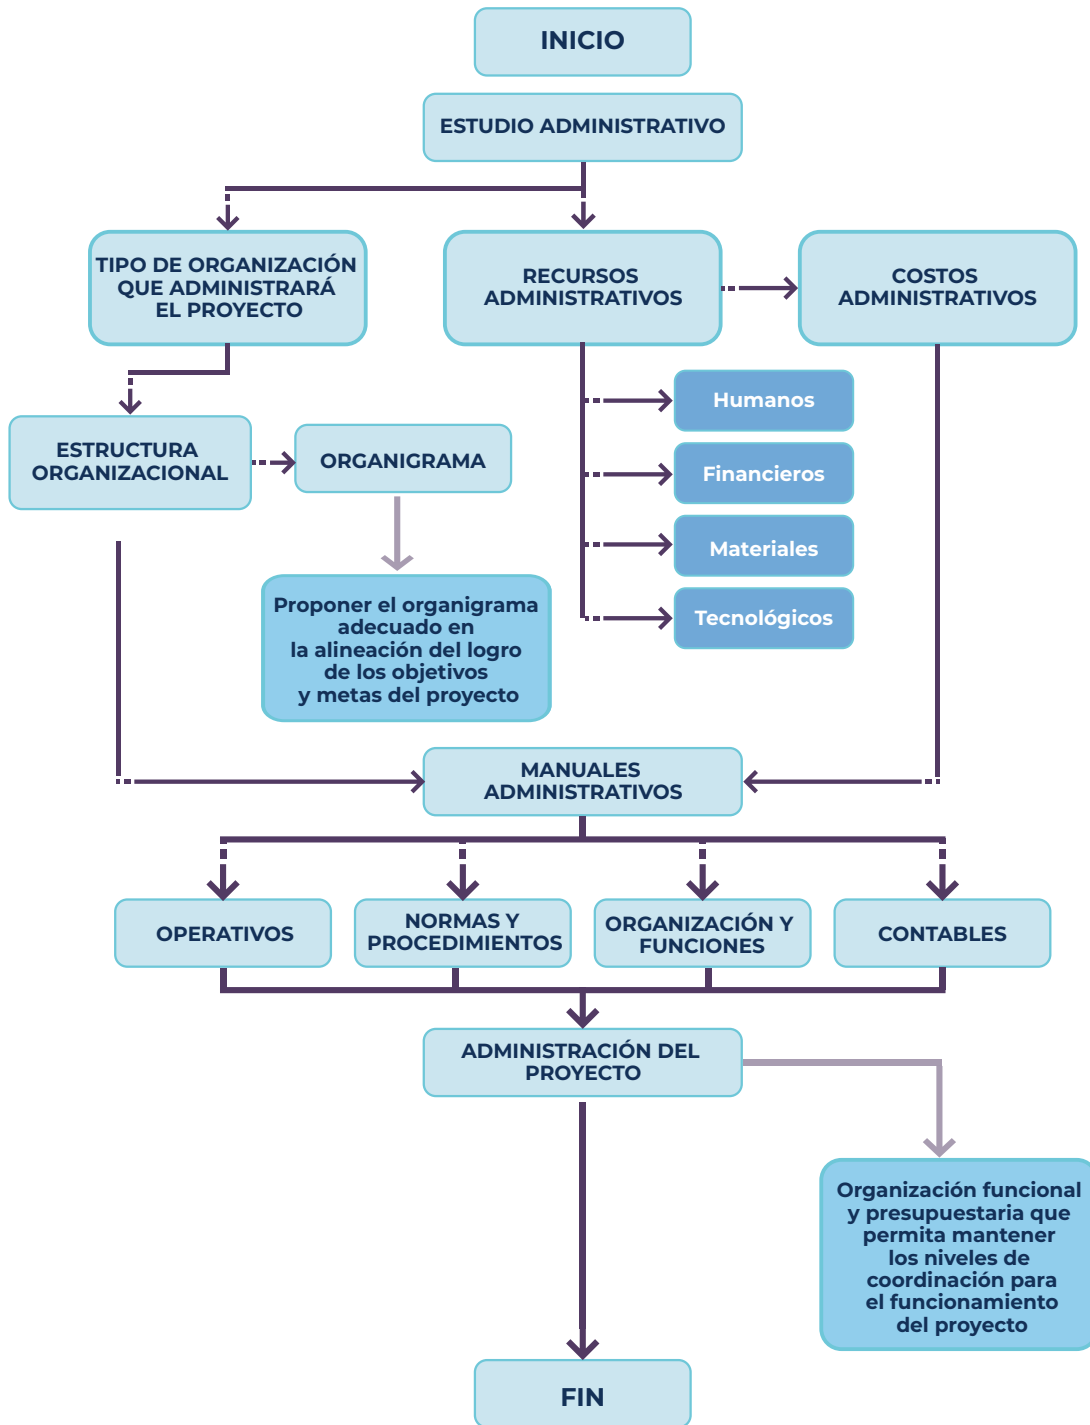 INICIO
ESTUDIO ADMINISTRATIVO
TIPO DE ORGANIZACIÓN
QUE ADMINISTRARÁ
EL PROYECTO
RECURSOS
ADMINISTRATIVOS
COSTOS
ADMINISTRATIVOS
Humanos
Financieros
Materiales
Tecnológicos
ESTRUCTURA
ORGANIZACIONAL
ORGANIGRAMA
Proponer el organigrama
adecuado en
la alineación del logro
de los objetivos
y metas del proyecto
MANUALES
ADMINISTRATIVOS
OPERATIVOS
NORMAS Y
PROCEDIMIENTOS
ORGANIZACIÓN Y
FUNCIONES
CONTABLES
ADMINISTRACIÓN DEL
PROYECTO
Organización funcional
y presupuestaria que
permita mantener
los niveles de
coordinación para
el funcionamiento
del proyecto
FIN